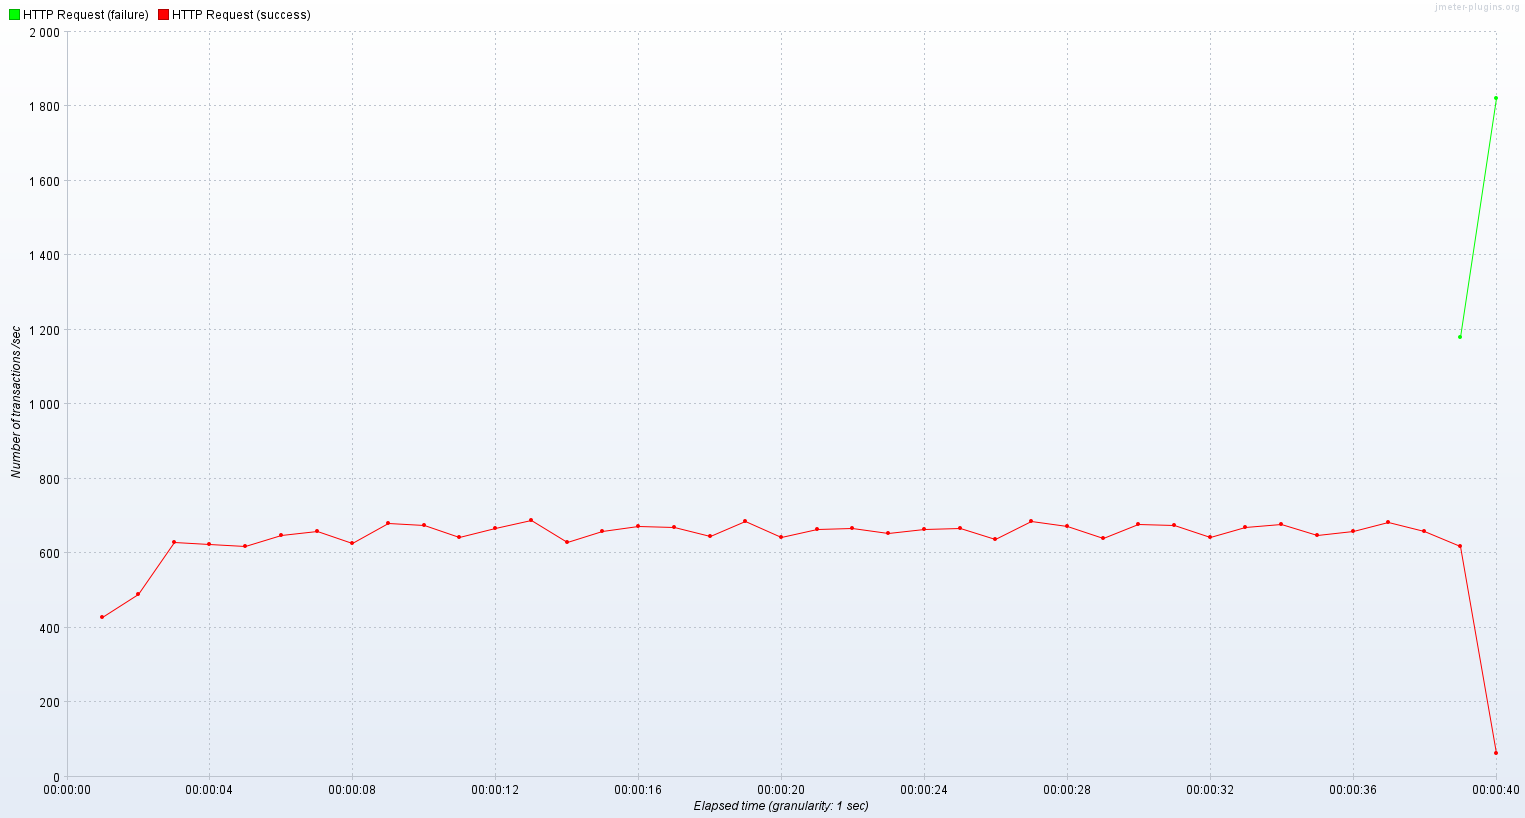 HTTP Request (failure) HTTP Request (success)
jmeter-plugins.org
2 000
1 800
1 600
1 400
1 200
1 000
800
600
400
200
0
Number of transactions /sec
00:00:00 00:00:04 00:00:08 00:00:12 00:00:16 00:00:20 00:00:24 00:00:28 00:00:32 00:00:36 00:00:40
Elapsed time (granularity: 1 sec)